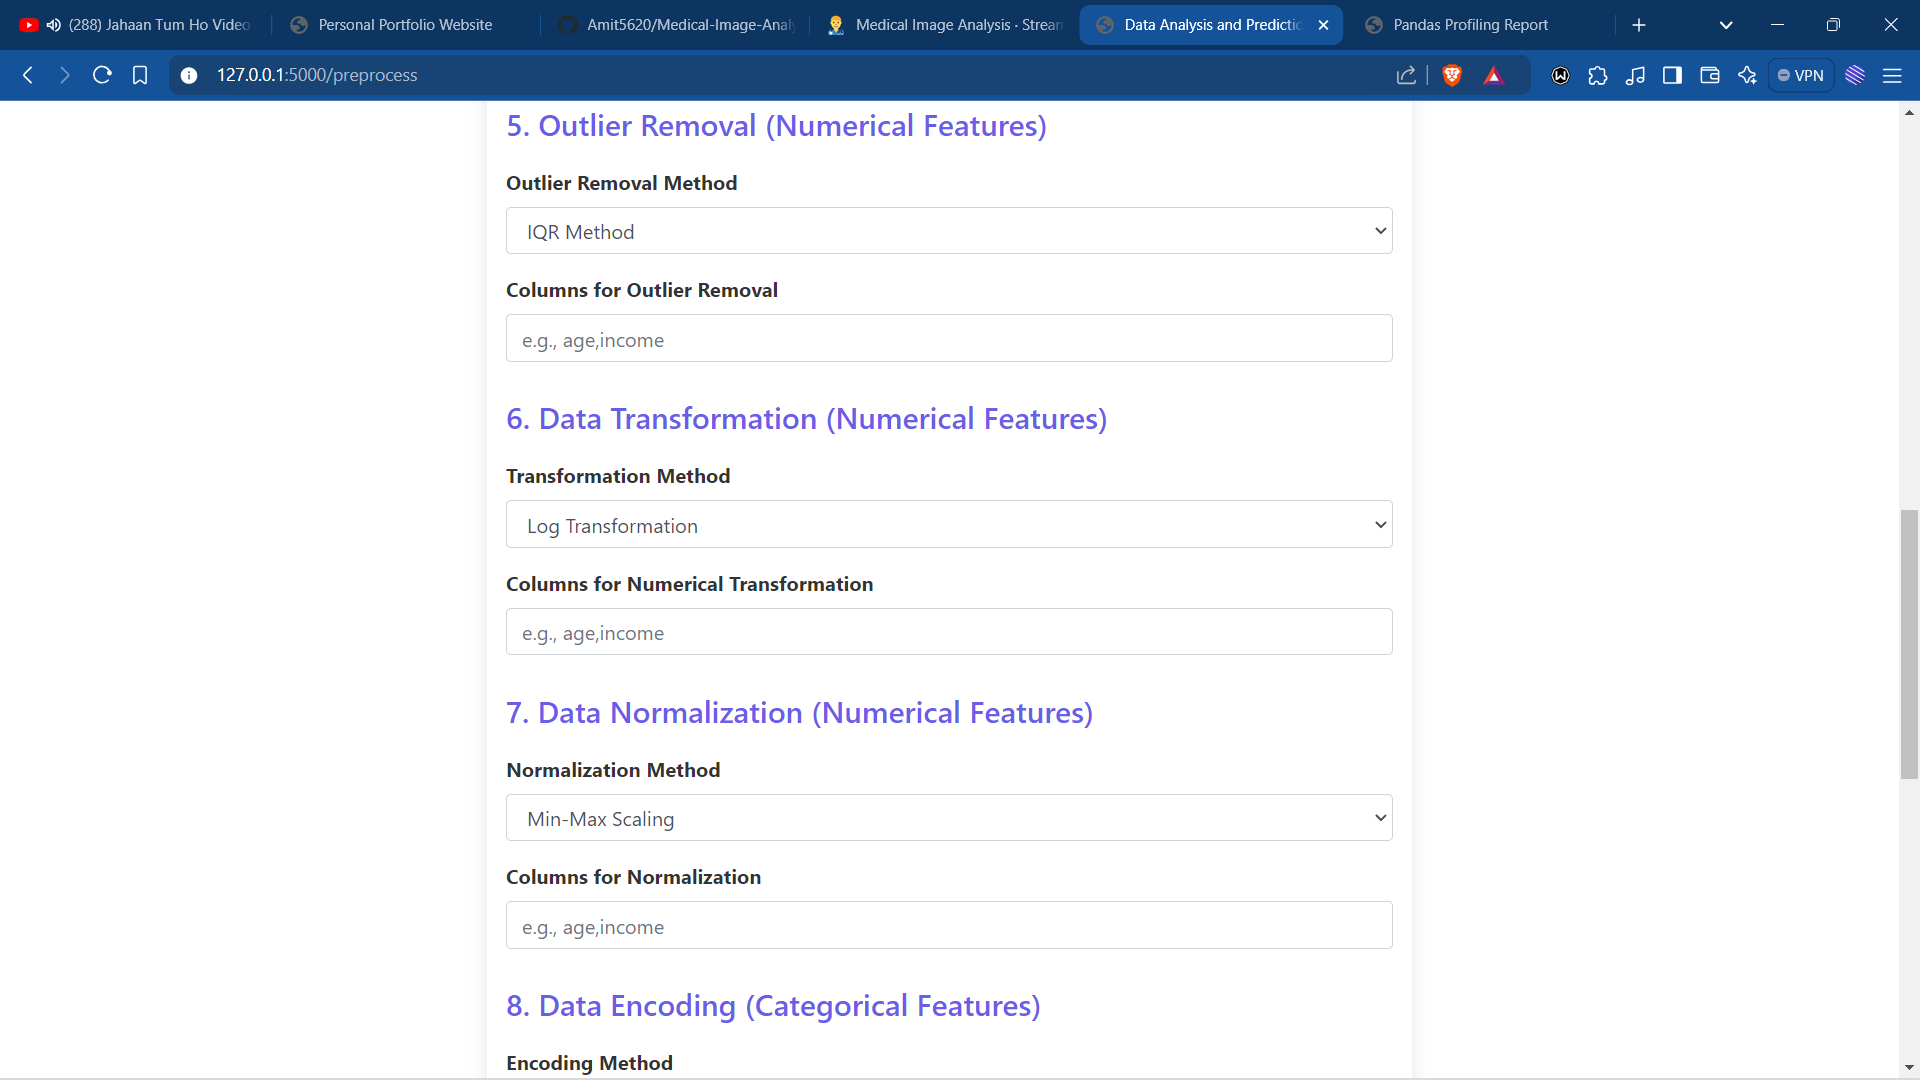 (288) Jahaan Tum Ho Video
Personal Portfolio Website
Amit5620/Medical-Image-Anal
Medical Image Analysis · Stream
Data Analysis and Predictio
Pandas Profiling Report
127.0.0.1:5000/preprocess
VPN
5. Outlier Removal (Numerical Features)
Outlier Removal Method
IQR Method
Columns for Outlier Removal
e.g., age,income
6. Data Transformation (Numerical Features)
Transformation Method
Log Transformation
Columns for Numerical Transformation
e.g., age,income
7. Data Normalization (Numerical Features)
Normalization Method
Min-Max Scaling
Columns for Normalization
e.g., age,income
8. Data Encoding (Categorical Features)
Encoding Method